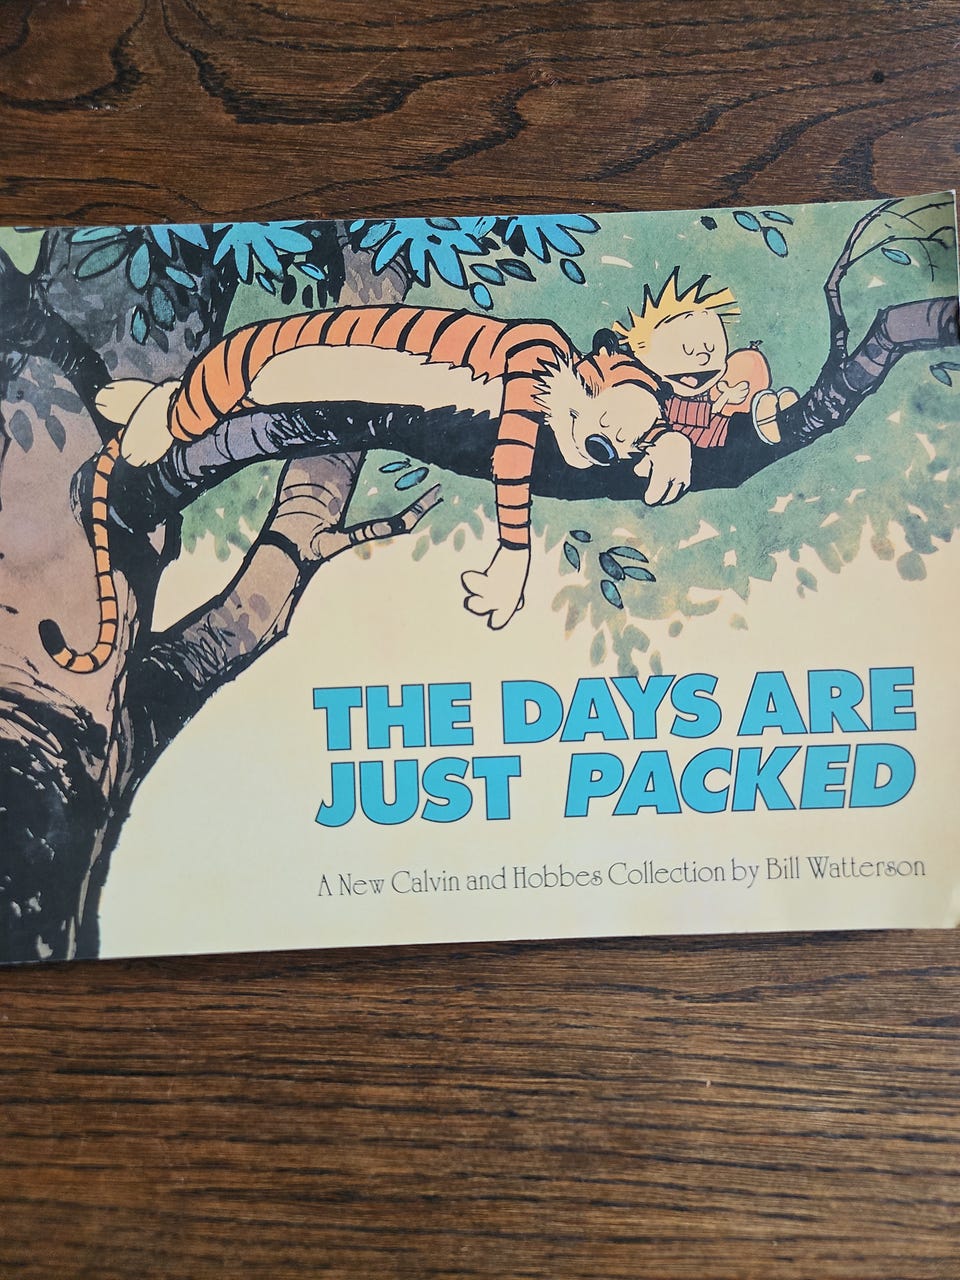 THE DAYS ARE
JUST PACKED
A New Calvin and Hobbes Collection by Bill Watterson